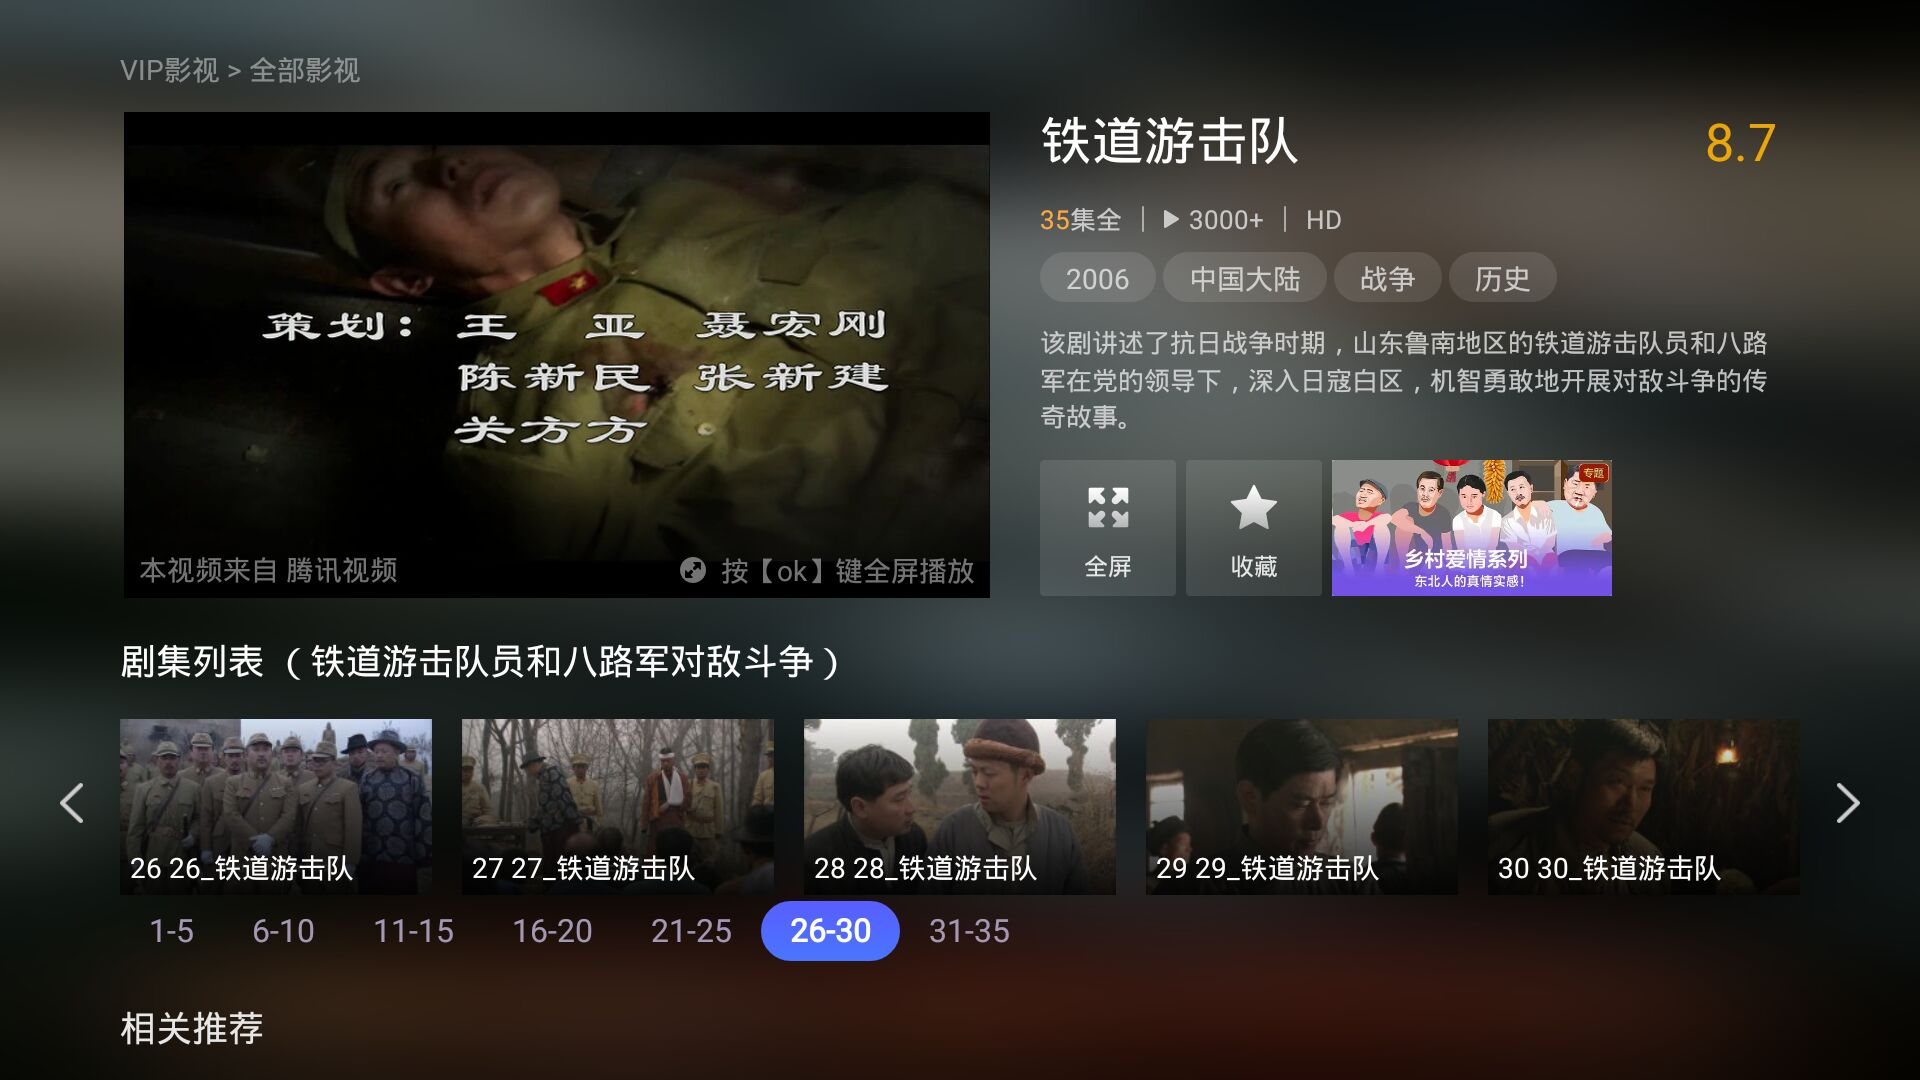 VIP影视 > 全部影视
策划： 王 亚 聂宏刚
陈新民 张新建
关方方
本视频来自 腾讯视频
按【ok】键全屏播放
铁道游击队
8.7
35集全 | 3000+ | HD
2006 中国大陆 战争 历史
该剧讲述了抗日战争时期，山东鲁南地区的铁道游击队员和八路
军在党的领导下，深入日寇白区，机智勇敢地开展对敌斗争的传
奇故事。
全屏
收藏
专题
乡村爱情系列
东北人的真情实感！
剧集列表 （铁道游击队员和八路军对敌斗争）
26 26_铁道游击队
27 27_铁道游击队
28 28_铁道游击队
29 29_铁道游击队
30 30_铁道游击队
1-5 6-10 11-15 16-20 21-25 26-30 31-35
相关推荐